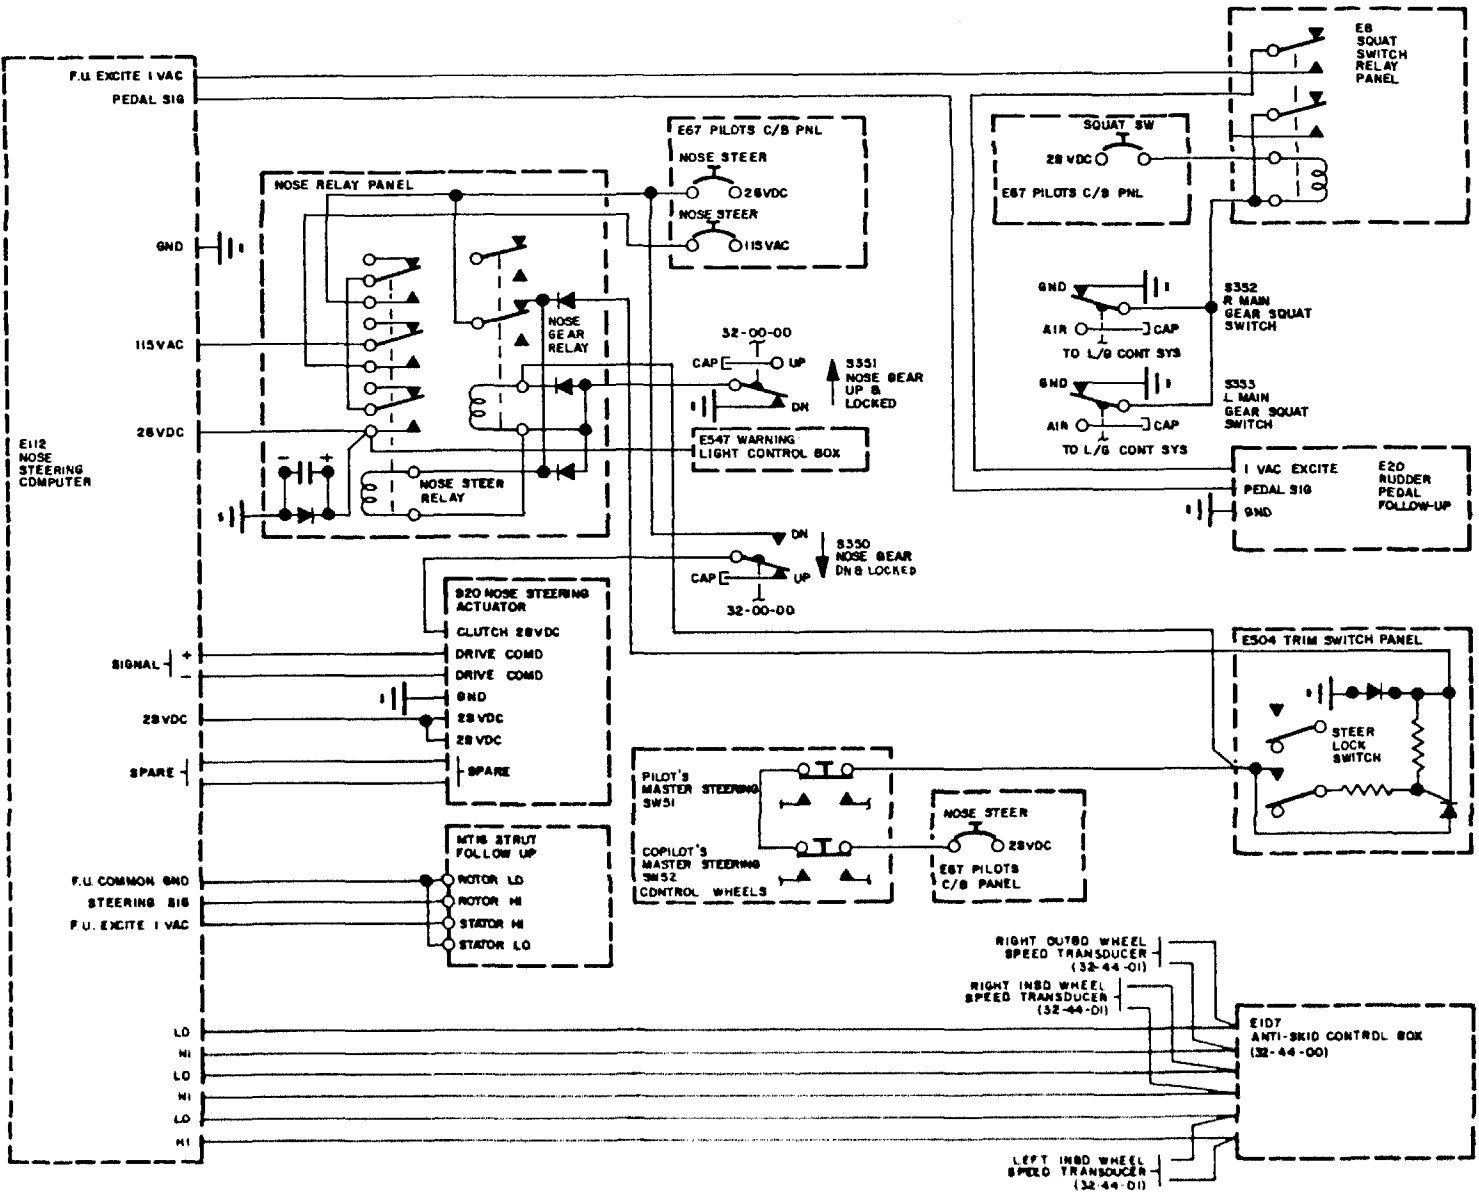 F.U. EXCITE 1 VAC
PEDAL SIG
GND
115 VAC
28VDC
E112
NOSE
STEERING
COMPUTER
SIGNAL
+
−
28VDC
SPARE
F.U. COMMON GND
STEERING SIG
F.U. EXCITE 1 VAC
LO
HI
LO
HI
LO
HI
NOSE RELAY PANEL
NOSE
GEAR
RELAY
−
+
NOSE STEER
RELAY
E67 PILOTS C/B PNL
NOSE STEER
28VDC
NOSE STEER
115VAC
32-00-00
CAP
UP
DN
S351
NOSE GEAR
UP &
LOCKED
E547 WARNING
LIGHT CONTROL BOX
DN
CAP
UP
32-00-00
S350
NOSE GEAR
DN & LOCKED
920 NOSE STEERING
ACTUATOR
CLUTCH 28VDC
DRIVE COMD
DRIVE COMD
GND
28VDC
28VDC
SPARE
MT16 STRUT
FOLLOW UP
ROTOR LO
ROTOR HI
STATOR HI
STATOR LO
PILOT'S
MASTER STEERING
SW51
COPILOT'S
MASTER STEERING
SW52
CONTROL WHEELS
NOSE STEER
28VDC
E67 PILOTS
C/B PANEL
SQUAT SW
28VDC
E67 PILOTS C/B PNL
E8
SQUAT
SWITCH
RELAY
PANEL
GND
AIR
CAP
TO L/G CONT SYS
S352
R MAIN
GEAR SQUAT
SWITCH
GND
AIR
CAP
TO L/G CONT SYS
S353
L MAIN
GEAR SQUAT
SWITCH
1 VAC EXCITE
PEDAL SIG
GND
E20
RUDDER
PEDAL
FOLLOW-UP
E504 TRIM SWITCH PANEL
STEER
LOCK
SWITCH
RIGHT OUTBD WHEEL
SPEED TRANSDUCER
(32-44-01)
RIGHT INBD WHEEL
SPEED TRANSDUCER
(32-44-01)
E107
ANTI-SKID CONTROL BOX
(32-44-00)
LEFT INBD WHEEL
SPEED TRANSDUCER
(32-44-01)